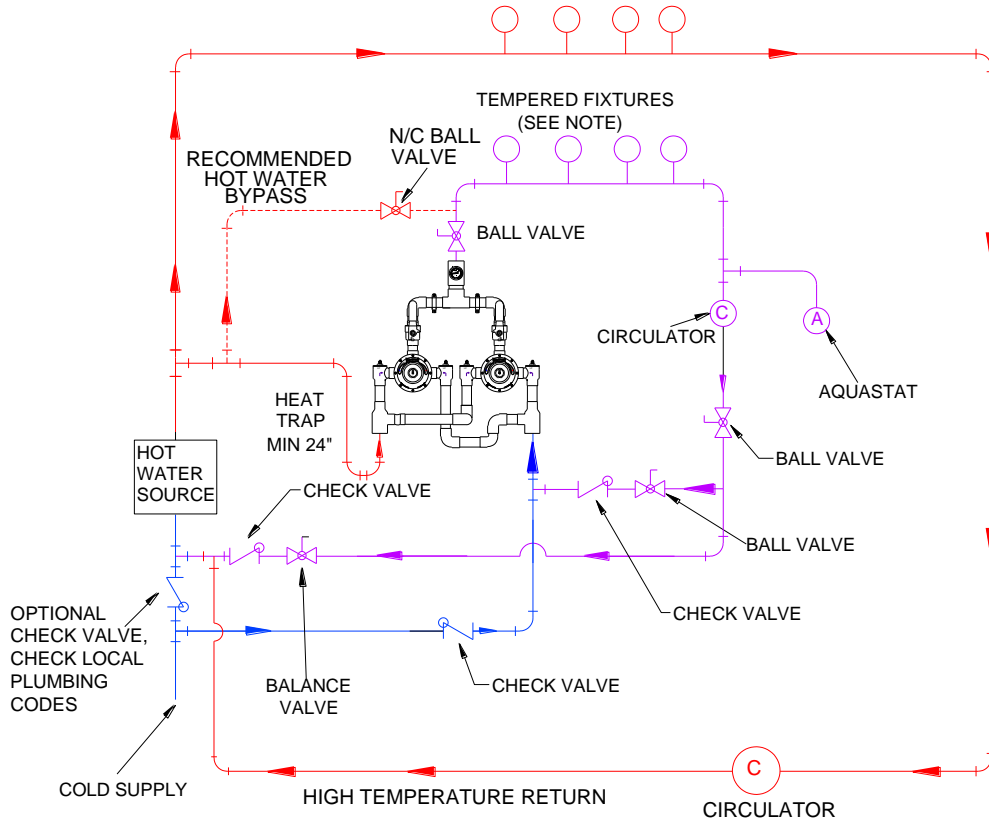 TEMPERED FIXTURES
(SEE NOTE)
N/C BALL
VALVE
RECOMMENDED
HOT WATER
BYPASS
BALL VALVE
C
CIRCULATOR
A
AQUASTAT
HEAT
TRAP
MIN 24"
HOT
WATER
SOURCE
CHECK VALVE
BALL VALVE
BALL VALVE
CHECK VALVE
OPTIONAL
CHECK VALVE,
CHECK LOCAL
PLUMBING
CODES
BALANCE
VALVE
CHECK VALVE
COLD SUPPLY
HIGH TEMPERATURE RETURN
C
CIRCULATOR